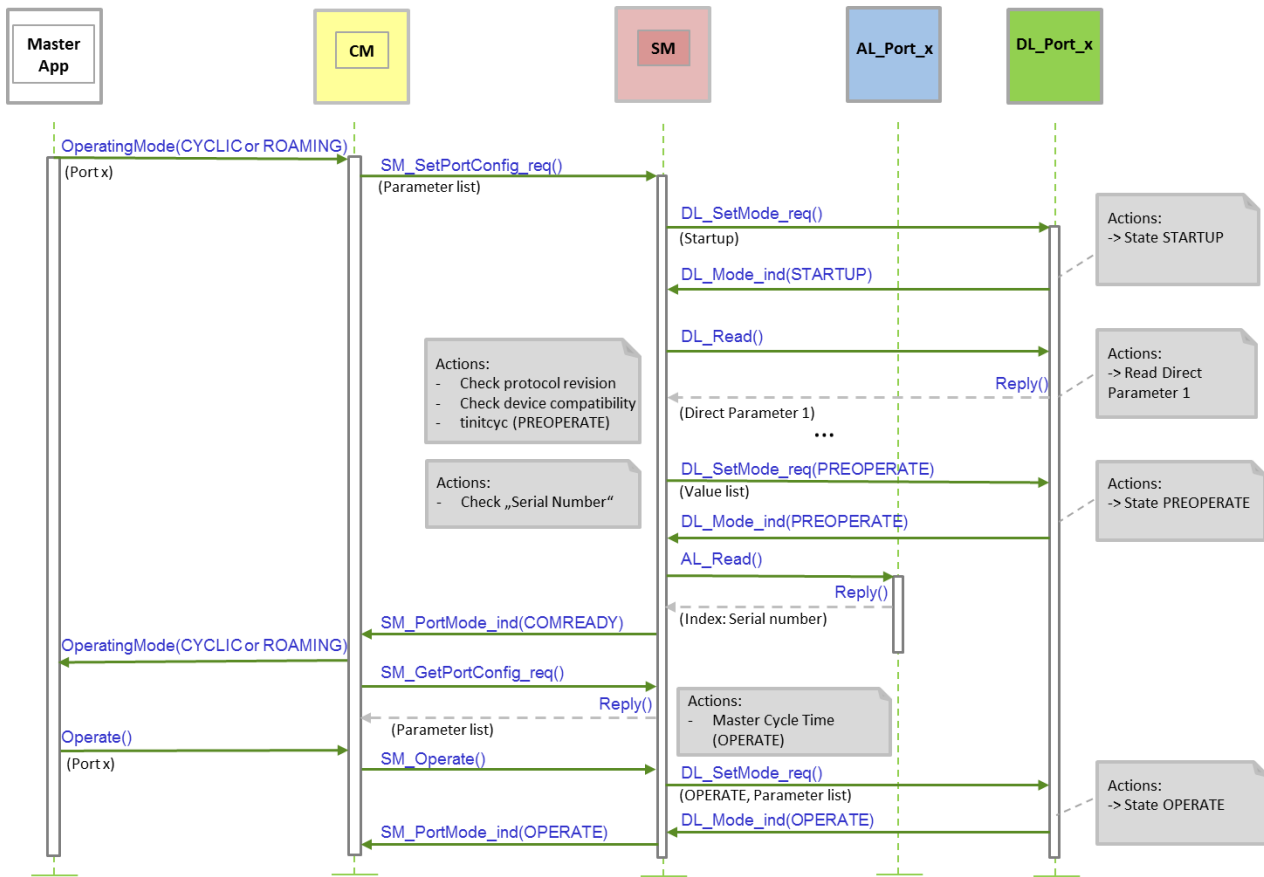 Master
App
CM
SM
AL_Port_x
DL_Port_x
OperatingMode(CYCLIC or ROAMING)
(Port x)
SM_SetPortConfig_req()
(Parameter list)
DL_SetMode_req()
(Startup)
Actions:
-> State STARTUP
DL_Mode_ind(STARTUP)
DL_Read()
Actions:
- Check protocol revision
- Check device compatibility
- tinitcyc (PREOPERATE)
Reply()
(Direct Parameter 1)
Actions:
-> Read Direct
Parameter 1
...
DL_SetMode_req(PREOPERATE)
(Value list)
Actions:
- Check „Serial Number“
Actions:
-> State PREOPERATE
DL_Mode_ind(PREOPERATE)
AL_Read()
Reply()
(Index: Serial number)
SM_PortMode_ind(COMREADY)
OperatingMode(CYCLIC or ROAMING)
SM_GetPortConfig_req()
Reply()
(Parameter list)
Actions:
- Master Cycle Time
(OPERATE)
Operate()
(Port x)
SM_Operate()
DL_SetMode_req()
(OPERATE, Parameter list)
Actions:
-> State OPERATE
DL_Mode_ind(OPERATE)
SM_PortMode_ind(OPERATE)